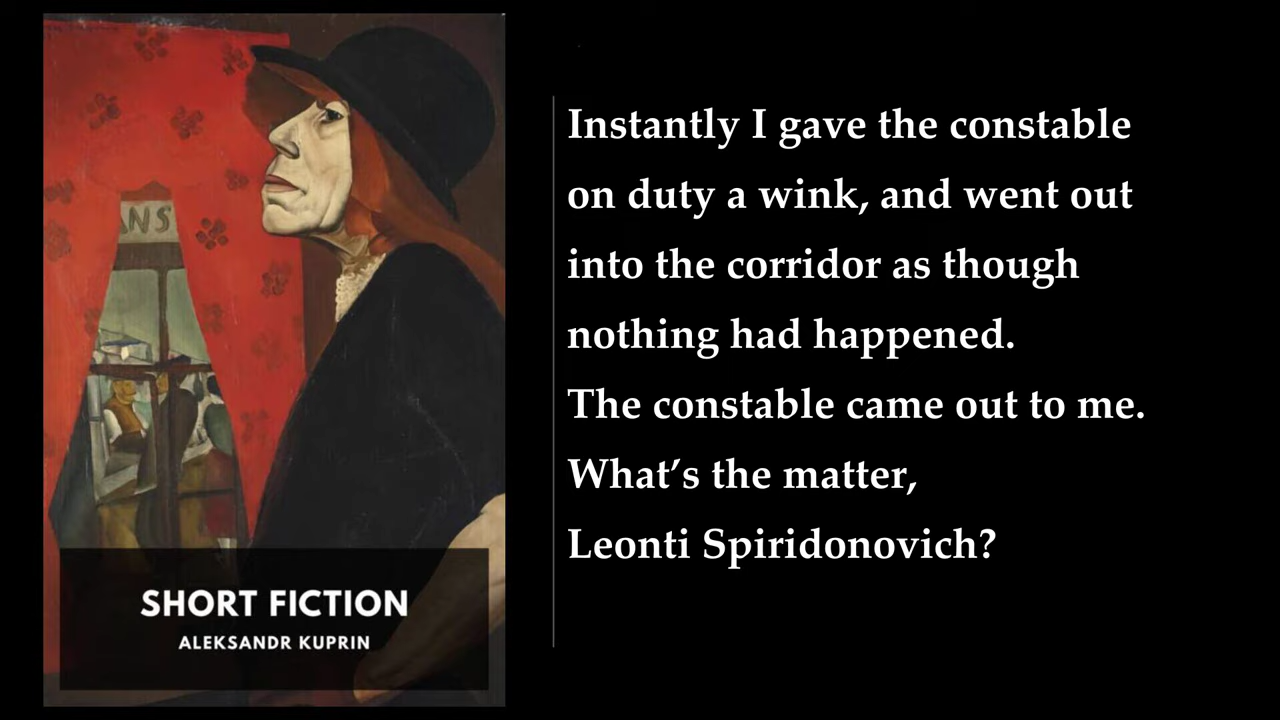 ANS
SHORT FICTION
ALEKSANDR KUPRIN
Instantly I gave the constable
on duty a wink, and went out
into the corridor as though
nothing had happened.
The constable came out to me.
What’s the matter,
Leonti Spiridonovich?